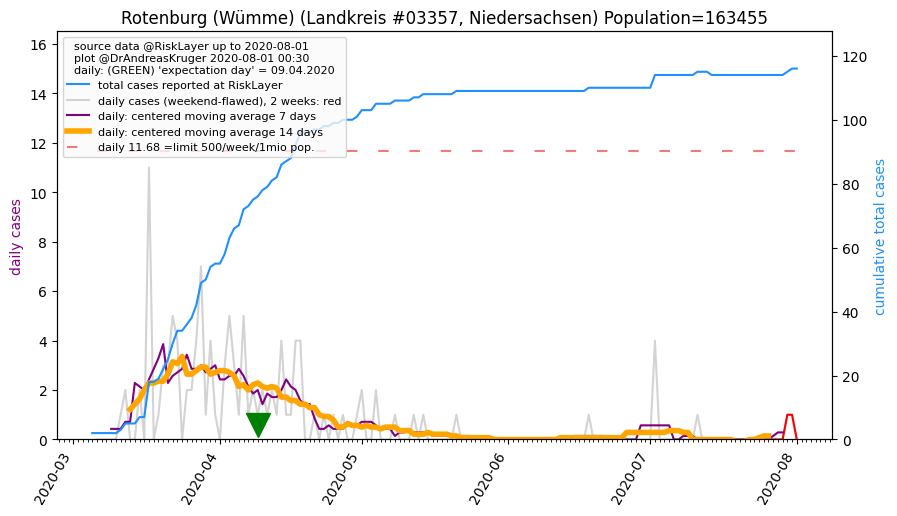 Rotenburg (Wümme) (Landkreis #03357, Niedersachsen) Population=163455
source data @RiskLayer up to 2020-08-01
plot @DrAndreasKruger 2020-08-01 00:30
daily: (GREEN) 'expectation day' = 09.04.2020
total cases reported at RiskLayer
daily cases (weekend-flawed), 2 weeks: red
daily: centered moving average 7 days
daily: centered moving average 14 days
daily 11.68 =limit 500/week/1mio pop.
daily cases
16
14
12
10
8
6
4
2
0
120
100
80
60
40
20
0
cumulative total cases
2020-03
2020-04
2020-05
2020-06
2020-07
2020-08